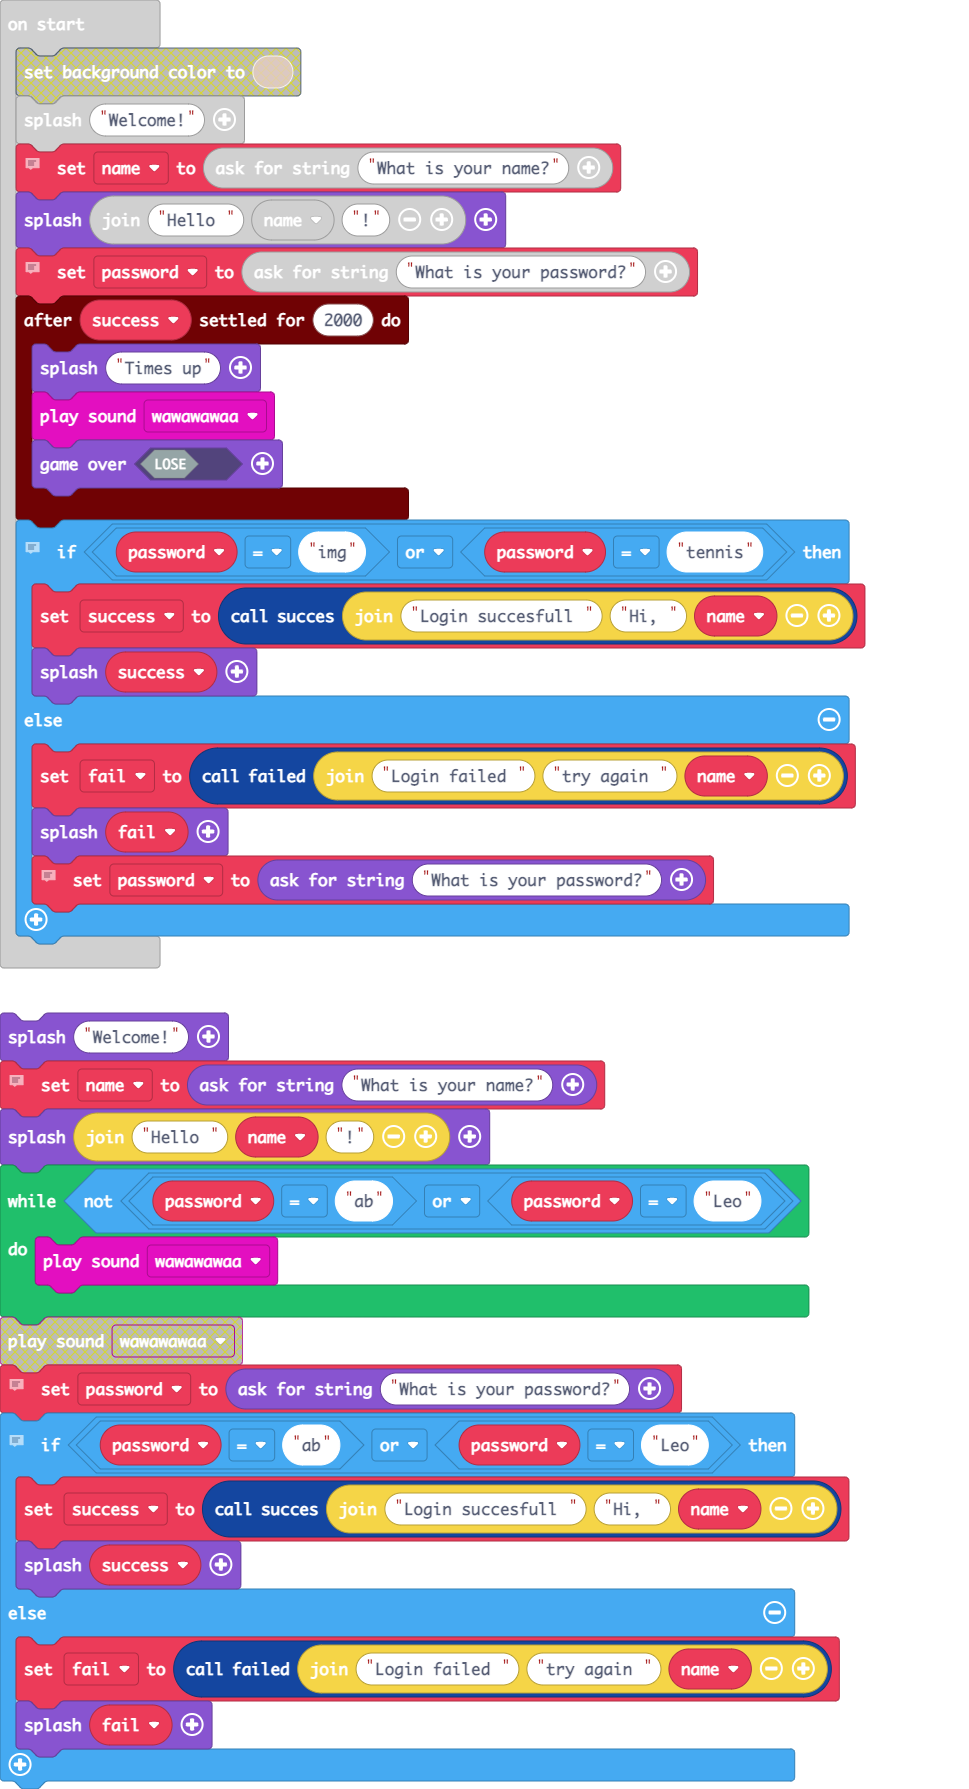 on start
set background color to
splash "Welcome!"
set name to ask for string "What is your name?"
splash join "Hello " name "!"
set password to ask for string "What is your password?"
after success settled for 2000 do
splash "Times up"
play sound wawawawaa
game over LOSE
if password = "img" or password = "tennis" then
set success to call succes join "Login succesfull " "Hi, " name
splash success
else
set fail to call failed join "Login failed " "try again " name
splash fail
set password to ask for string "What is your password?"
splash "Welcome!"
set name to ask for string "What is your name?"
splash join "Hello " name "!"
while not password = "ab" or password = "Leo"
do play sound wawawawaa
play sound wawawawaa
set password to ask for string "What is your password?"
if password = "ab" or password = "Leo" then
set success to call succes join "Login succesfull " "Hi, " name
splash success
else
set fail to call failed join "Login failed " "try again " name
splash fail